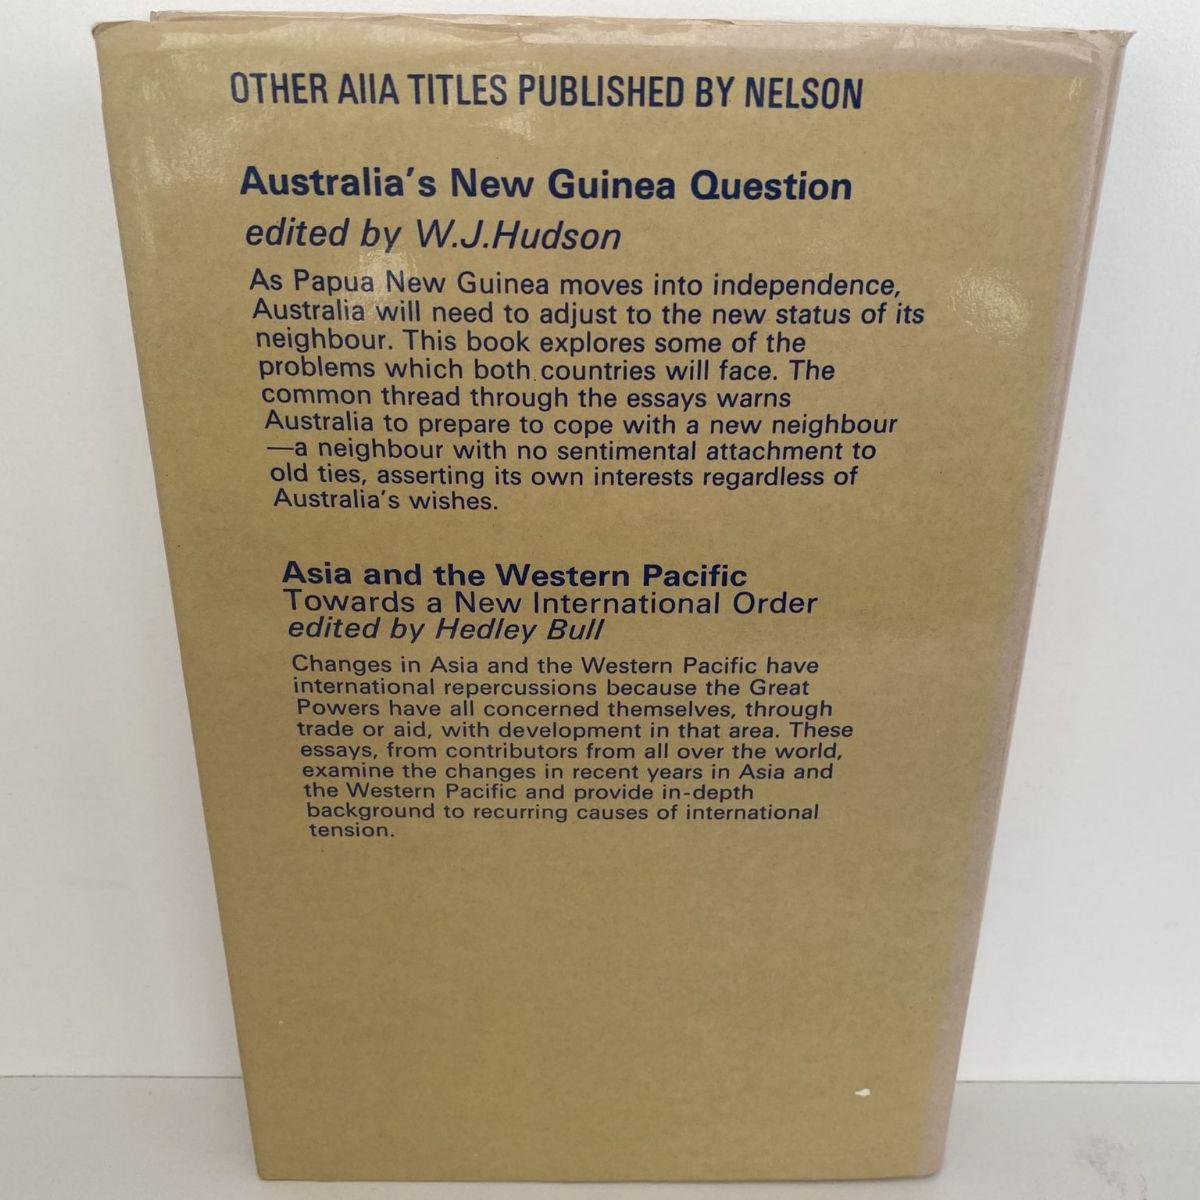 OTHER AIIA TITLES PUBLISHED BY NELSON
Australia's New Guinea Question
edited by W.J.Hudson
As Papua New Guinea moves into independence,
Australia will need to adjust to the new status of its
neighbour. This book explores some of the
problems which both countries will face. The
common thread through the essays warns
Australia to prepare to cope with a new neighbour
—a neighbour with no sentimental attachment to
old ties, asserting its own interests regardless of
Australia's wishes.
Asia and the Western Pacific
Towards a New International Order
edited by Hedley Bull
Changes in Asia and the Western Pacific have
international repercussions because the Great
Powers have all concerned themselves, through
trade or aid, with development in that area. These
essays, from contributors from all over the world,
examine the changes in recent years in Asia and
the Western Pacific and provide in-depth
background to recurring causes of international
tension.